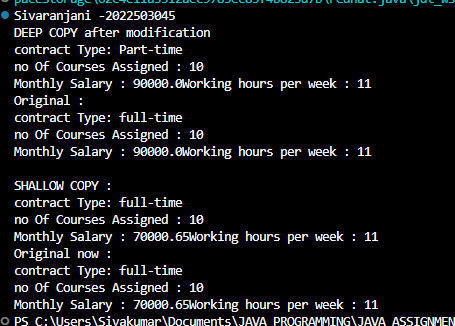 Sivaranjani -2022503045
DEEP COPY after modification
contract Type: Part-time
no Of Courses Assigned : 10
Monthly Salary : 90000.0Working hours per week : 11
Original :
contract Type: full-time
no Of Courses Assigned : 10
Monthly Salary : 90000.0Working hours per week : 11
SHALLOW COPY :
contract Type: full-time
no Of Courses Assigned : 10
Monthly Salary : 70000.65Working hours per week : 11
Original now :
contract Type: full-time
no Of Courses Assigned : 10
Monthly Salary : 70000.65Working hours per week : 11
PS C:\Users\Sivakumar\Documents\JAVA PROGRAMMING\JAVA ASSIGNMEN